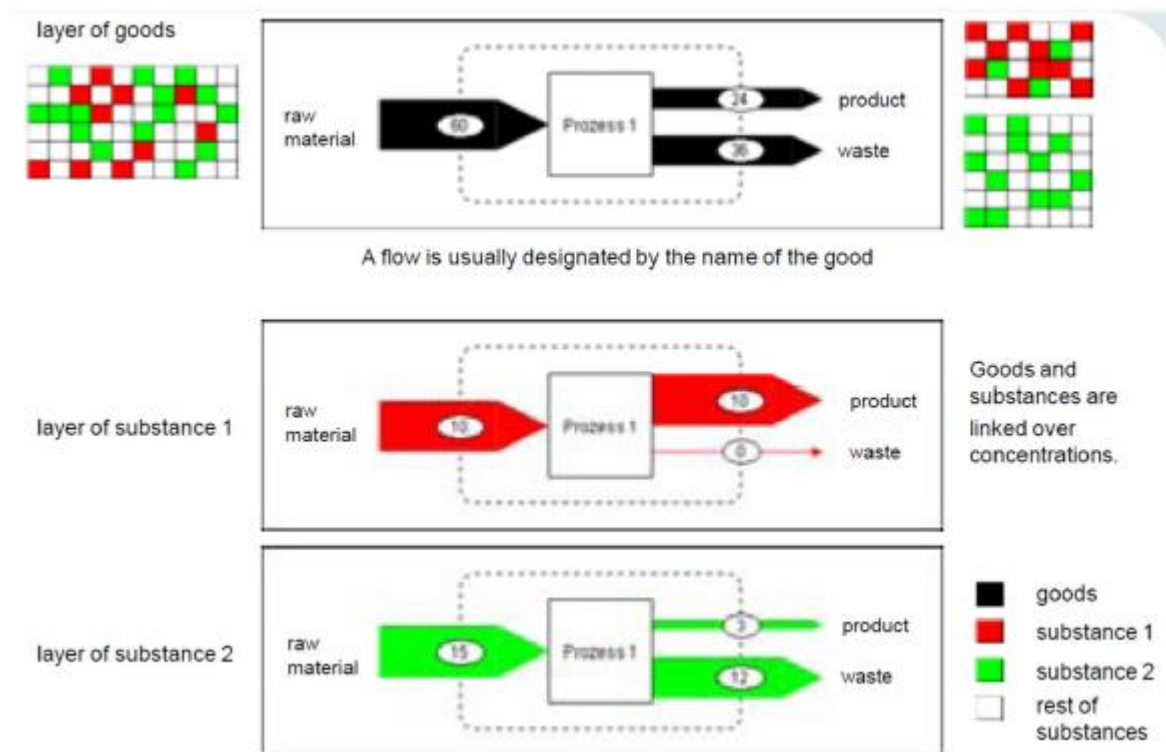 layer of goods
raw
material
60
Prozess 1
24
product
36
waste
A flow is usually designated by the name of the good
layer of substance 1
raw
material
10
Prozess 1
10
product
0
waste
Goods and
substances are
linked over
concentrations.
layer of substance 2
raw
material
15
Prozess 1
3
product
12
waste
goods
substance 1
substance 2
rest of
substances